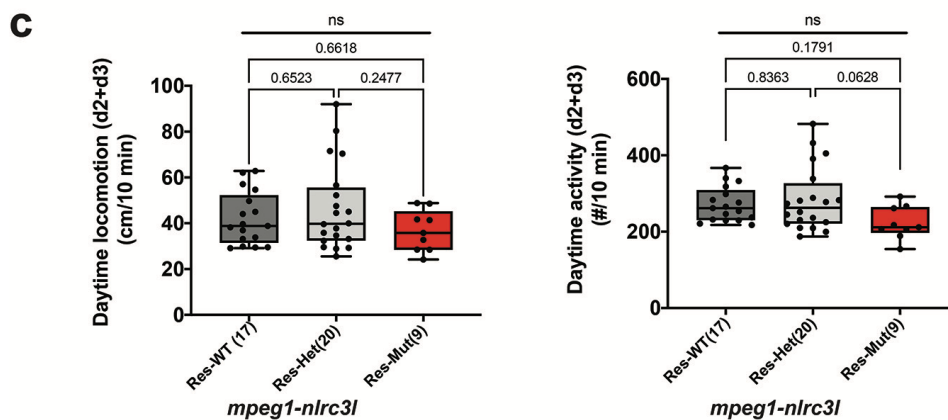 C
ns
0.6618
0.6523
0.2477
Daytime locomotion (d2+d3)
(cm/10 min)
100
80
60
40
20
0
Res-WT (17)
Res-Het(20)
Res-Mut(9)
mpeg1-nlrc3l
ns
0.1791
0.8363
0.0628
Daytime activity (d2+d3)
(#/10 min)
600
400
200
0
Res-WT(17)
Res-Het(20)
Res-Mut(9)
mpeg1-nlrc3l